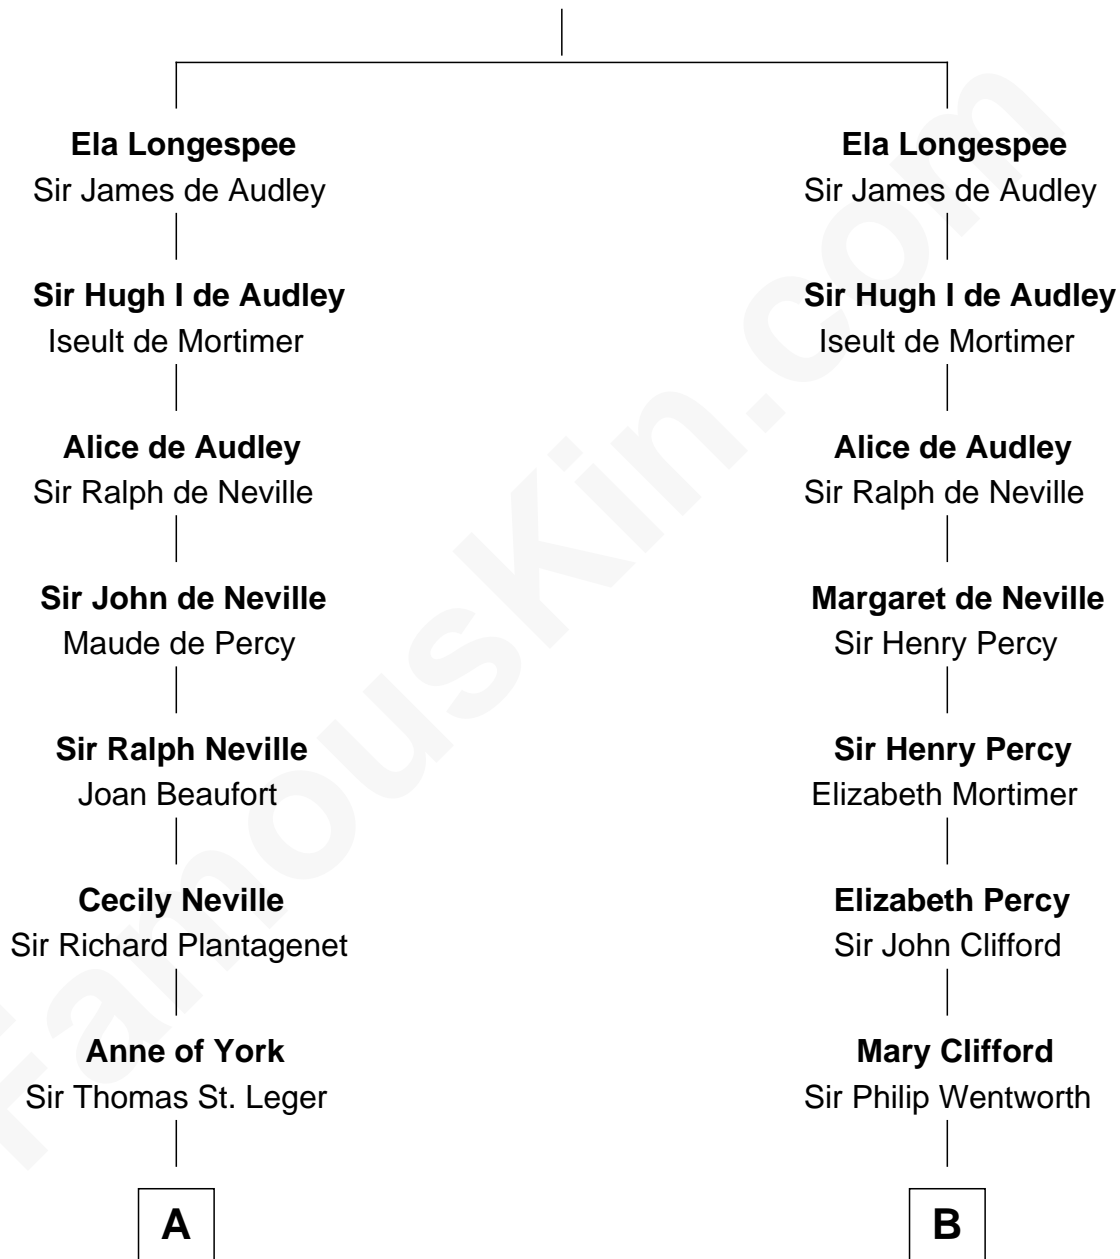 Ela Longespee
Sir James de Audley
Sir Hugh I de Audley
Iseult de Mortimer
Alice de Audley
Sir Ralph de Neville
Sir John de Neville
Maude de Percy
Sir Ralph Neville
Joan Beaufort
Cecily Neville
Sir Richard Plantagenet
Anne of York
Sir Thomas St. Leger
A
Ela Longespee
Sir James de Audley
Sir Hugh I de Audley
Iseult de Mortimer
Alice de Audley
Sir Ralph de Neville
Margaret de Neville
Sir Henry Percy
Sir Henry Percy
Elizabeth Mortimer
Elizabeth Percy
Sir John Clifford
Mary Clifford
Sir Philip Wentworth
B
FamousKin.com